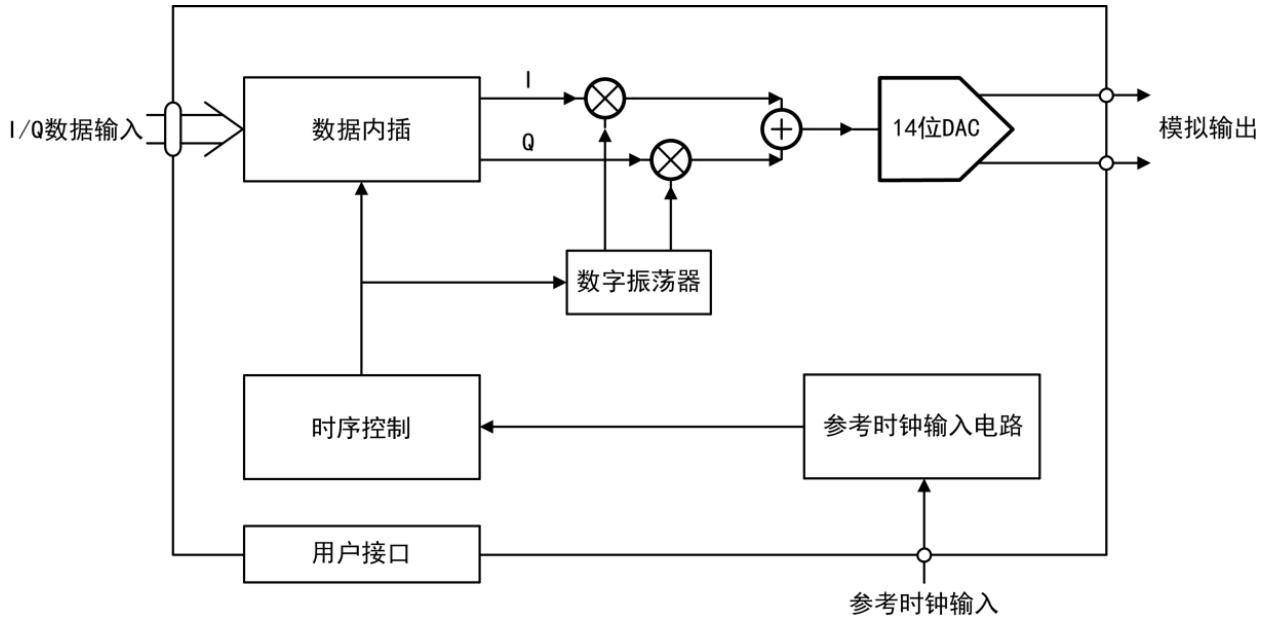 I
I/Q数据输入
数据内插
Q
14位DAC
模拟输出
数字振荡器
时序控制
参考时钟输入电路
用户接口
参考时钟输入